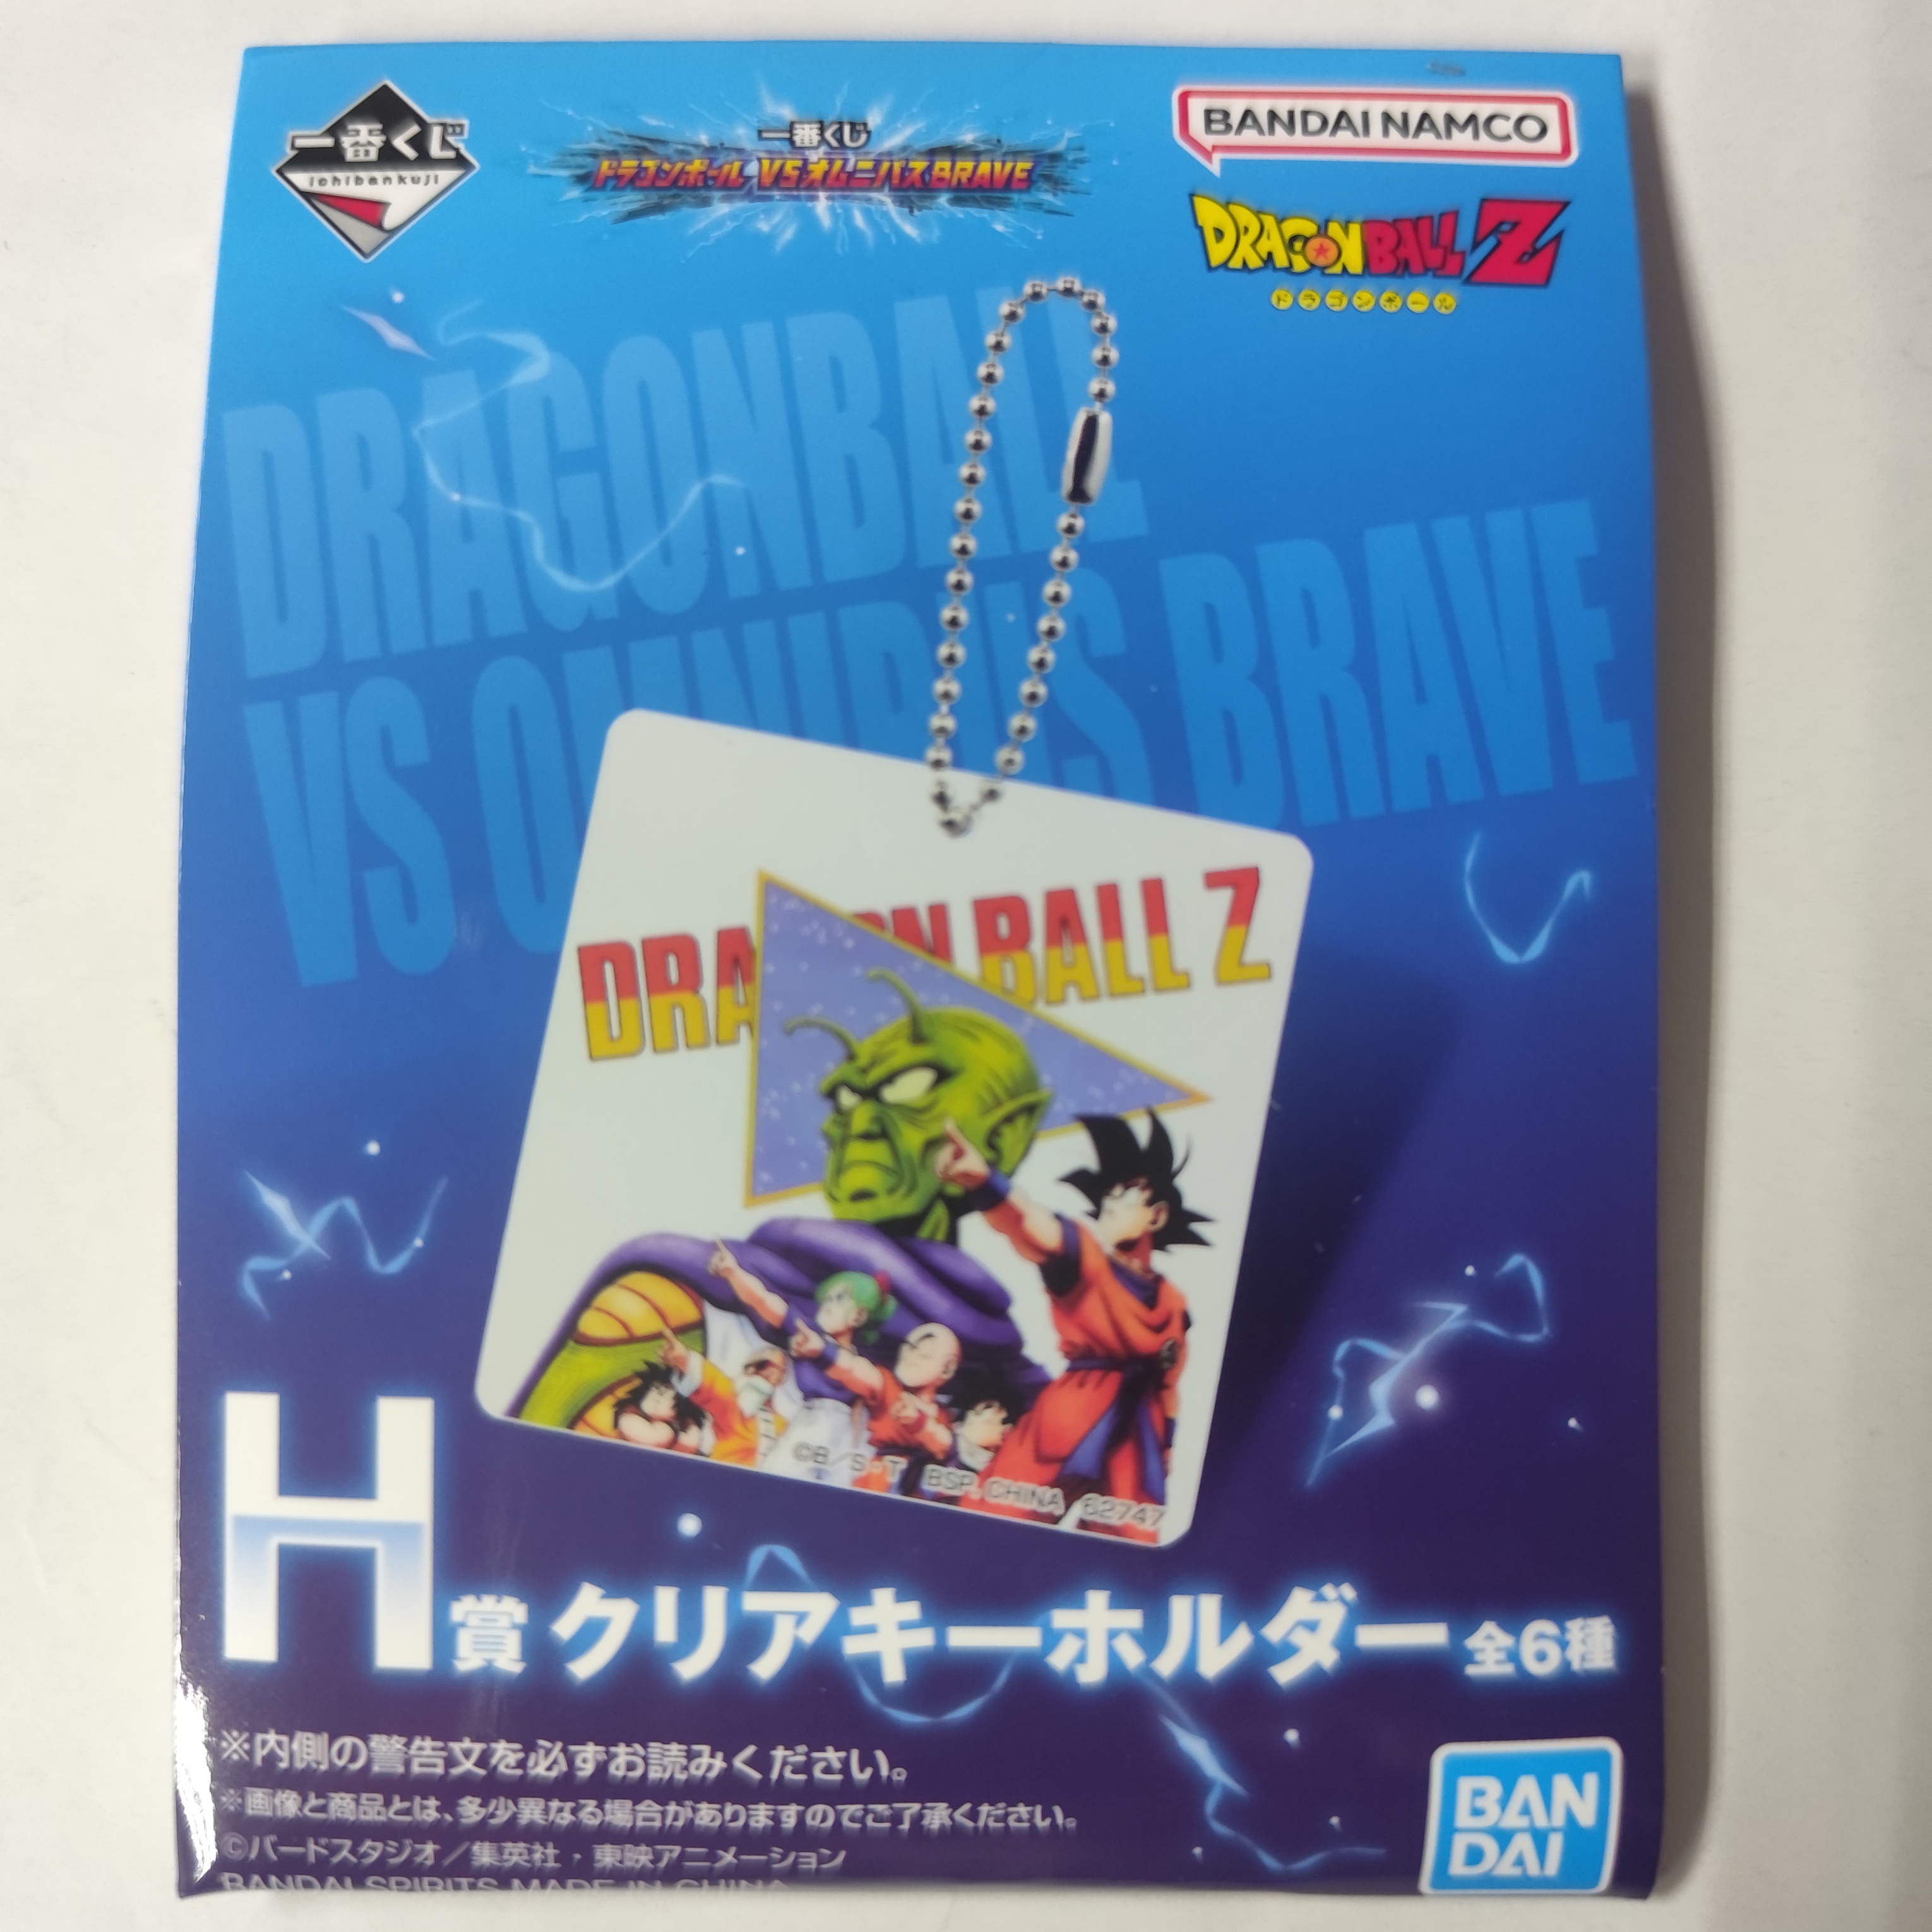 一番くじ
ichibankuji
一番くじ
ドラゴンボール VSオムニバスBRAVE
BANDAI NAMCO
DRAGONBALL Z
ドラゴンボール
DRAGONBALL
VS OMNIBUS BRAVE
DRAGON BALL Z
©B/S・T BSP, CHINA 62747
H賞 クリアキーホルダー 全6種
※内側の警告文を必ずお読みください。
※画像と商品とは、多少異なる場合がありますのでご了承ください。
©バードスタジオ/集英社・東映アニメーション
BANDAI SPIRITS MADE IN CHINA
BAN
DAI